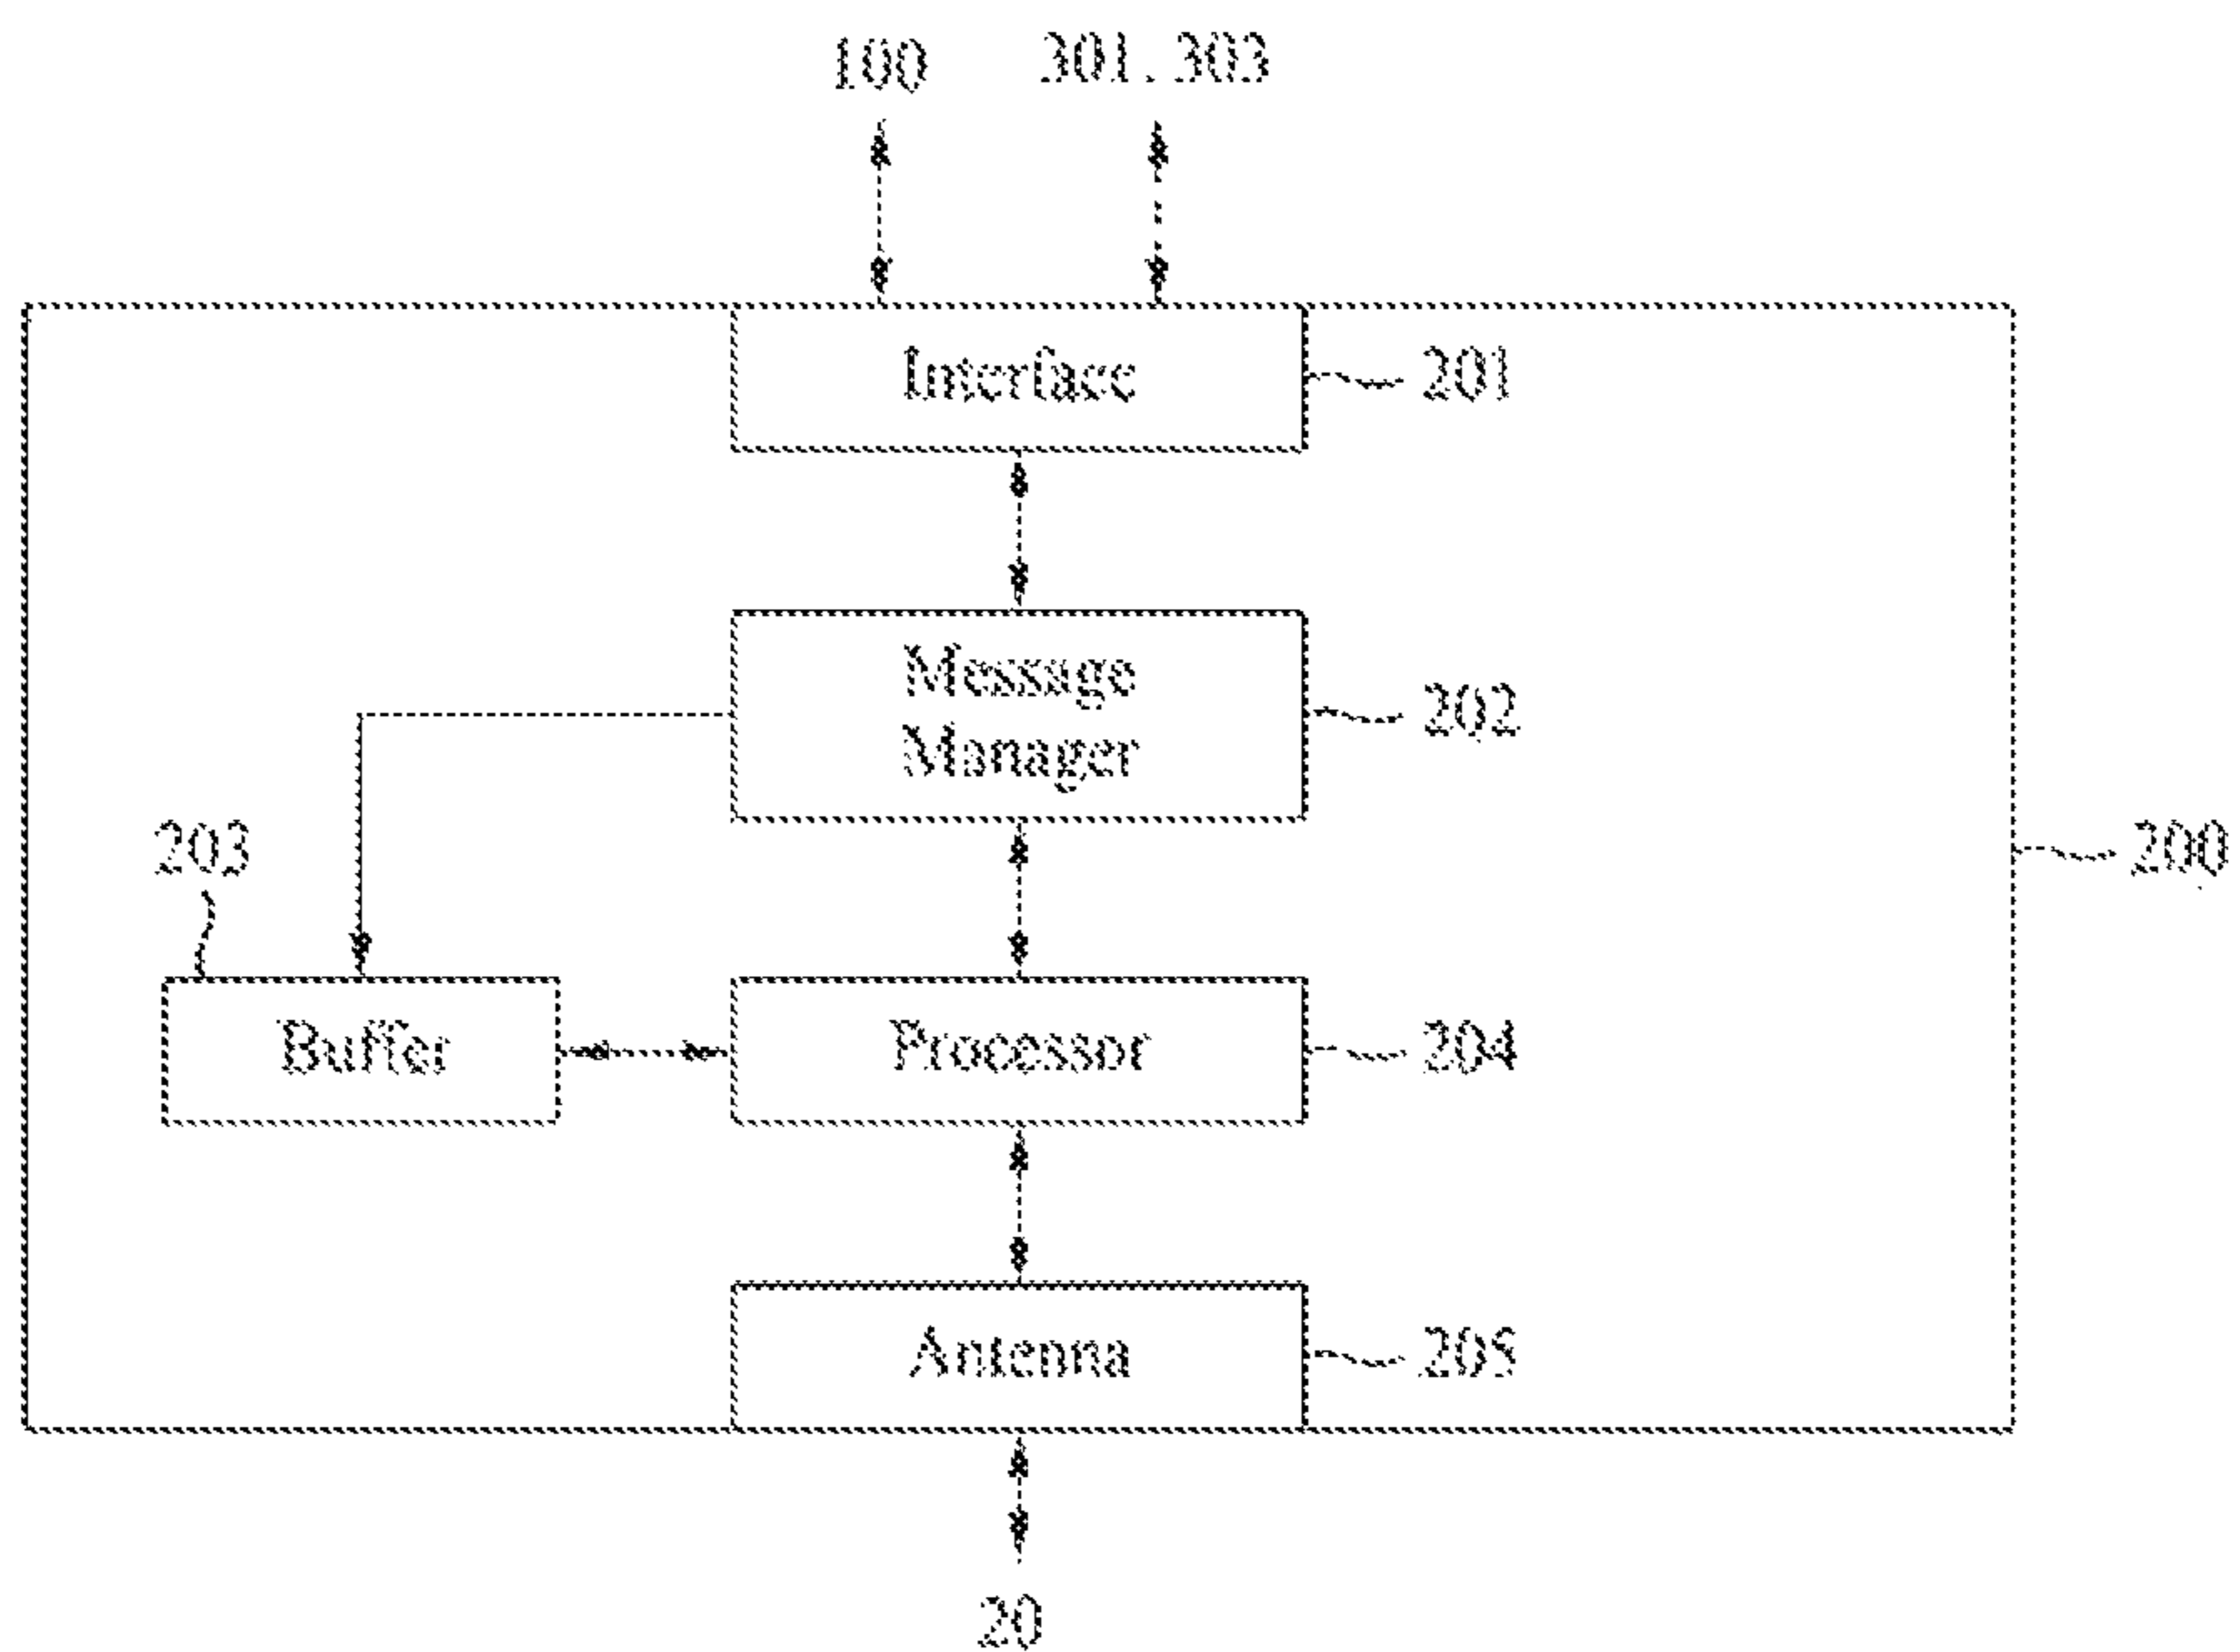 100
301, 303
Interface
201
Message
Manager
202
203
200
Buffer
Processor
204
Antenna
205
20